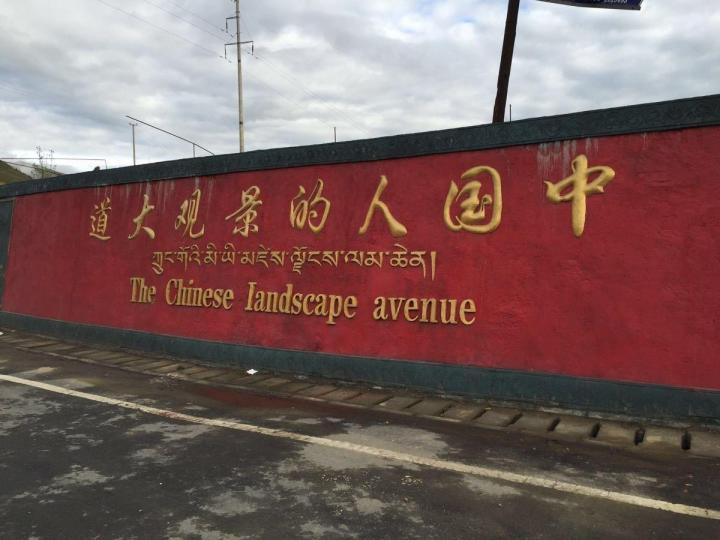 中国人的景观大道
ཀྲུང་གོའི་མི་ཡི་མཛེས་ལྗོངས་ལམ་ཆེན།
The Chinese landscape avenue